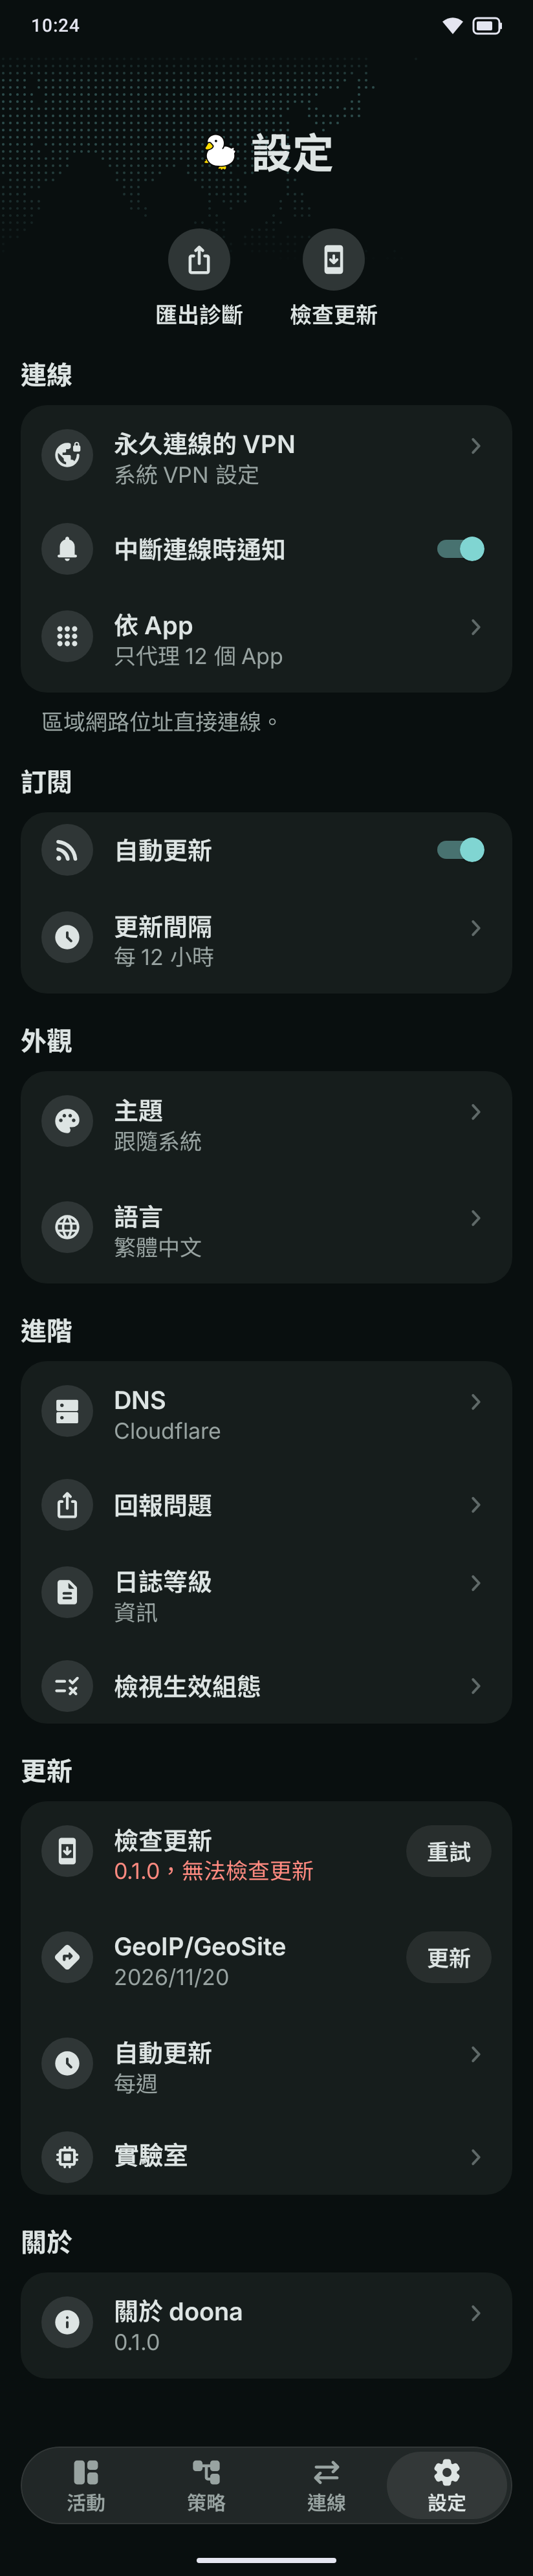 10:24
設定
匯出診斷
檢查更新
連線
永久連線的 VPN
系統 VPN 設定
中斷連線時通知
依 App
只代理 12 個 App
區域網路位址直接連線。
訂閱
自動更新
更新間隔
每 12 小時
外觀
主題
跟隨系統
語言
繁體中文
進階
DNS
Cloudflare
回報問題
日誌等級
資訊
檢視生效組態
更新
檢查更新
0.1.0，無法檢查更新
重試
GeoIP/GeoSite
2026/11/20
更新
自動更新
每週
實驗室
關於
關於 doona
0.1.0
活動
策略
連線
設定